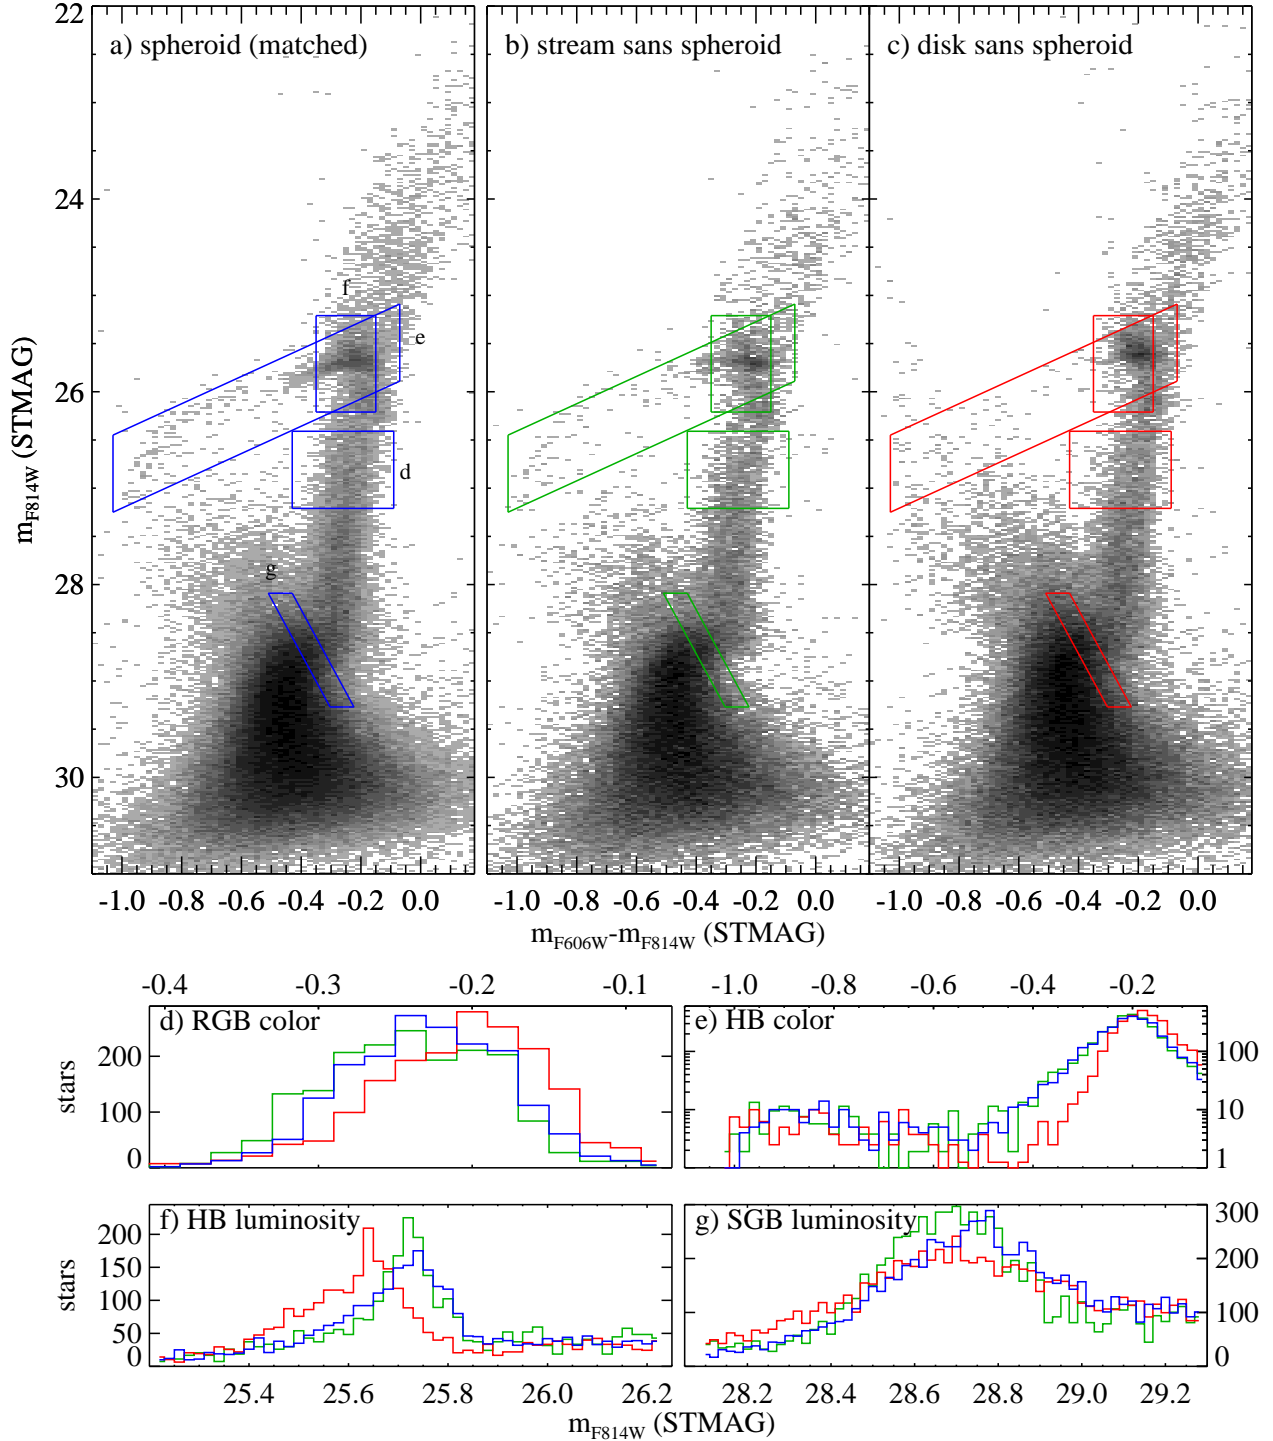 a) spheroid (matched)
b) stream sans spheroid
c) disk sans spheroid
22
24
26
28
30
m_F814W (STMAG)
f
e
d
g
-1.0 -0.8 -0.6 -0.4 -0.2 0.0
-1.0 -0.8 -0.6 -0.4 -0.2 0.0
-1.0 -0.8 -0.6 -0.4 -0.2 0.0
m_F606W-m_F814W (STMAG)
-0.4 -0.3 -0.2 -0.1
d) RGB color
stars
200
100
0
-1.0 -0.8 -0.6 -0.4 -0.2
e) HB color
100
10
1
f) HB luminosity
stars
200
150
100
50
0
25.4 25.6 25.8 26.0 26.2
g) SGB luminosity
300
200
100
0
28.2 28.4 28.6 28.8 29.0 29.2
m_F814W (STMAG)